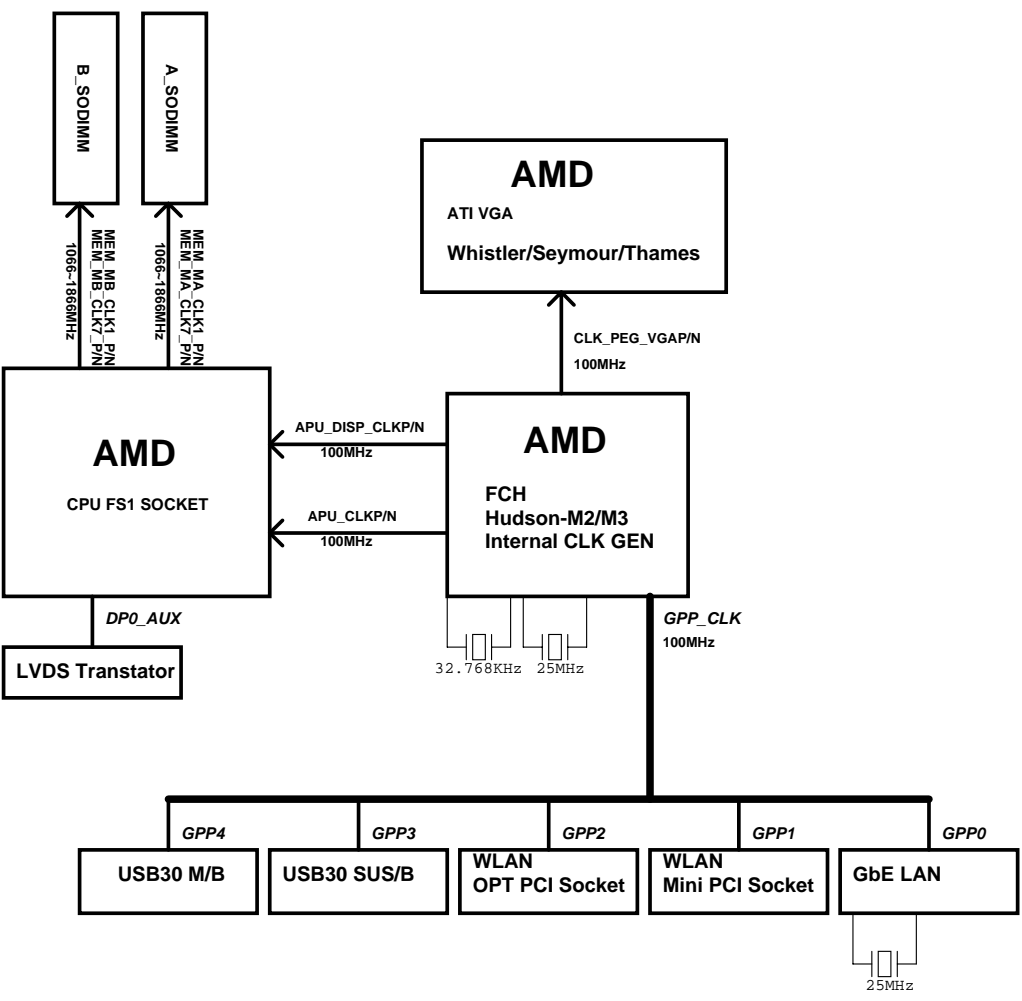 B_SODIMM
A_SODIMM
MEM_MB_CLK1_P/N
MEM_MB_CLK7_P/N
1066~1866MHz
MEM_MA_CLK1_P/N
MEM_MA_CLK7_P/N
1066~1866MHz
AMD
ATI VGA
Whistler/Seymour/Thames
CLK_PEG_VGAP/N
100MHz
AMD
CPU FS1 SOCKET
APU_DISP_CLKP/N
100MHz
APU_CLKP/N
100MHz
AMD
FCH
Hudson-M2/M3
Internal CLK GEN
DP0_AUX
LVDS Transtator
32.768KHz
25MHz
GPP_CLK
100MHz
GPP4
USB30 M/B
GPP3
USB30 SUS/B
GPP2
WLAN
OPT PCI Socket
GPP1
WLAN
Mini PCI Socket
GPP0
GbE LAN
25MHz